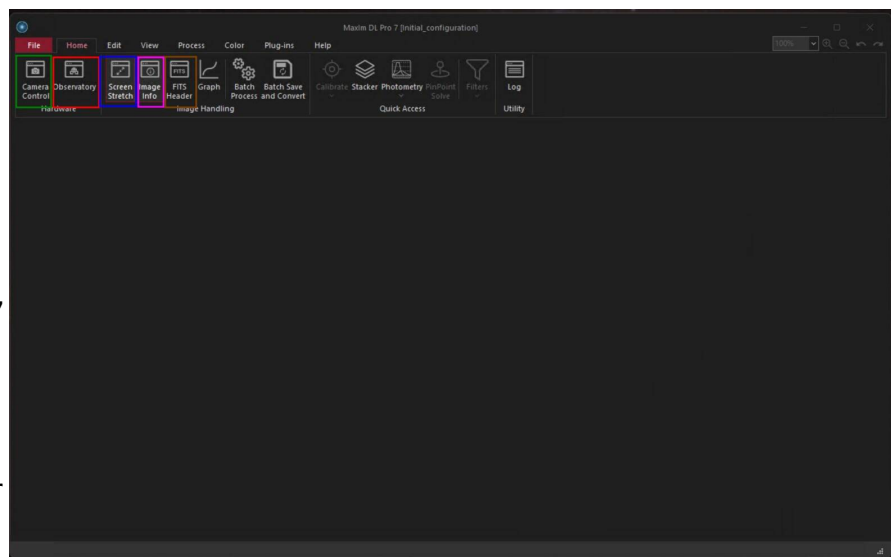 MaxIm DL Pro 7 [Initial_configuration]
File Home Edit View Process Color Plug-ins Help
100%
Camera Control
Observatory
Screen Stretch
Image Info
FITS
FITS Header
Graph
Batch Process
Batch Save and Convert
Calibrate
Stacker
Photometry
PinPoint Solve
Filters
Log
Hardware
Image Handling
Quick Access
Utility